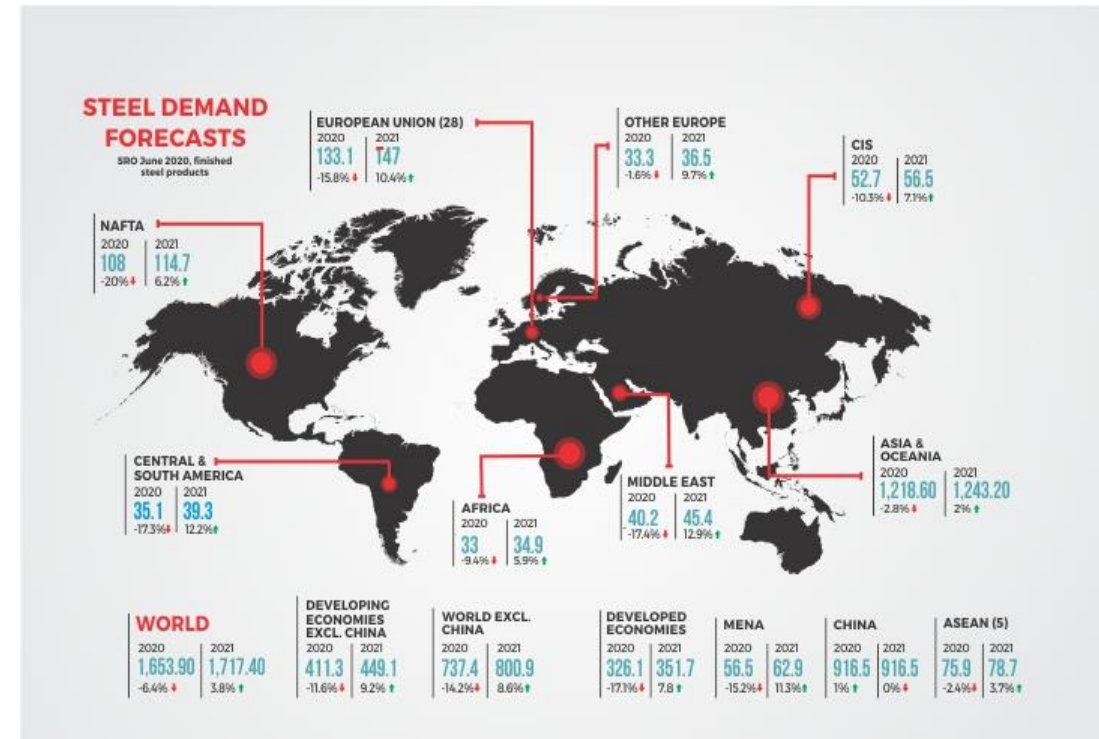 STEEL DEMAND
FORECASTS
SRO June 2020, finished
steel products
EUROPEAN UNION (28)
2020 2021
133.1 147
-15.8% 10.4%
OTHER EUROPE
2020 2021
33.3 36.5
-1.6% 9.7%
CIS
2020 2021
52.7 56.5
-10.3% 7.1%
NAFTA
2020 2021
108 114.7
-20% 6.2%
CENTRAL &
SOUTH AMERICA
2020 2021
35.1 39.3
-17.3% 12.2%
AFRICA
2020 2021
33 34.9
-9.4% 5.9%
MIDDLE EAST
2020 2021
40.2 45.4
-17.4% 12.9%
ASIA &
OCEANIA
2020 2021
1,218.60 1,243.20
-2.8% 2%
WORLD
2020 2021
1,653.90 1,717.40
-6.4% 3.8%
DEVELOPING
ECONOMIES
EXCL. CHINA
2020 2021
411.3 449.1
-11.6% 9.2%
WORLD EXCL.
CHINA
2020 2021
737.4 800.9
-14.2% 8.6%
DEVELOPED
ECONOMIES
2020 2021
326.1 351.7
-17.1% 7.8
MENA
2020 2021
56.5 62.9
-15.2% 11.3%
CHINA
2020 2021
916.5 916.5
1% 0%
ASEAN (5)
2020 2021
75.9 78.7
-2.4% 3.7%